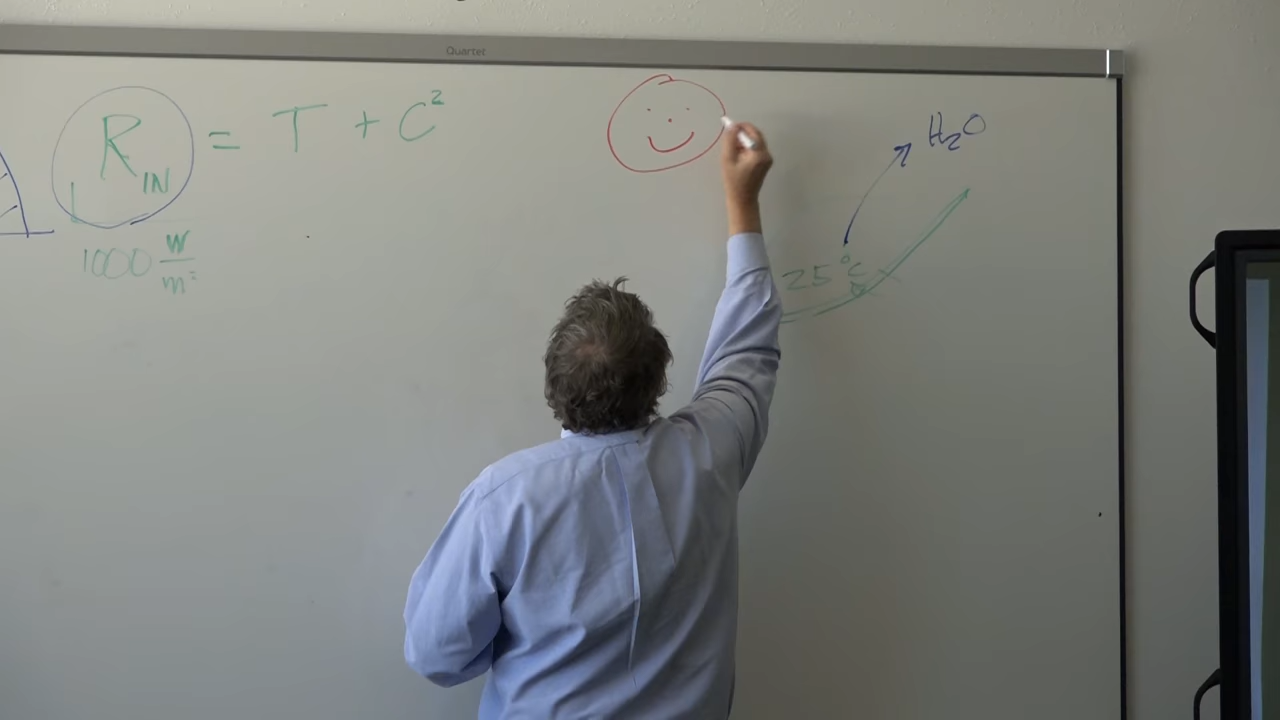 Quartet
R IN = T + C²
H₂O
1000 W/m²
25°C